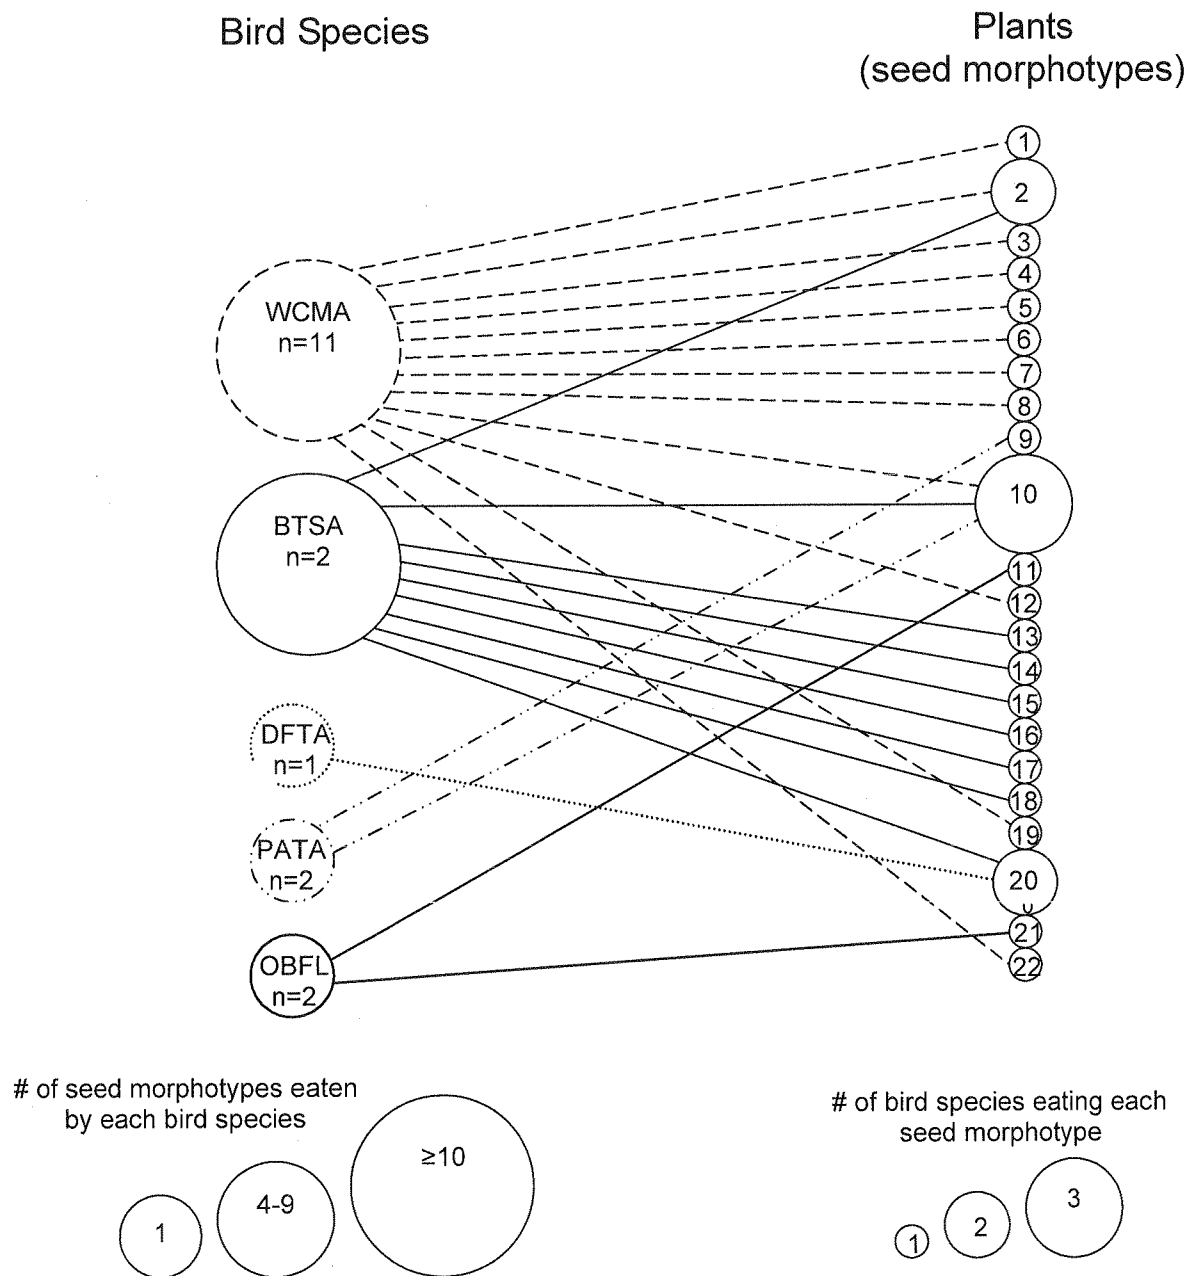 Bird Species
Plants
(seed morphotypes)
1
2
3
4
5
6
7
8
9
10
11
12
13
14
15
16
17
18
19
20
21
22
WCMA
n=11
BTSA
n=2
DFTA
n=1
PATA
n=2
OBFL
n=2
# of seed morphotypes eaten
by each bird species
1
4-9
≥10
# of bird species eating each
seed morphotype
1
2
3